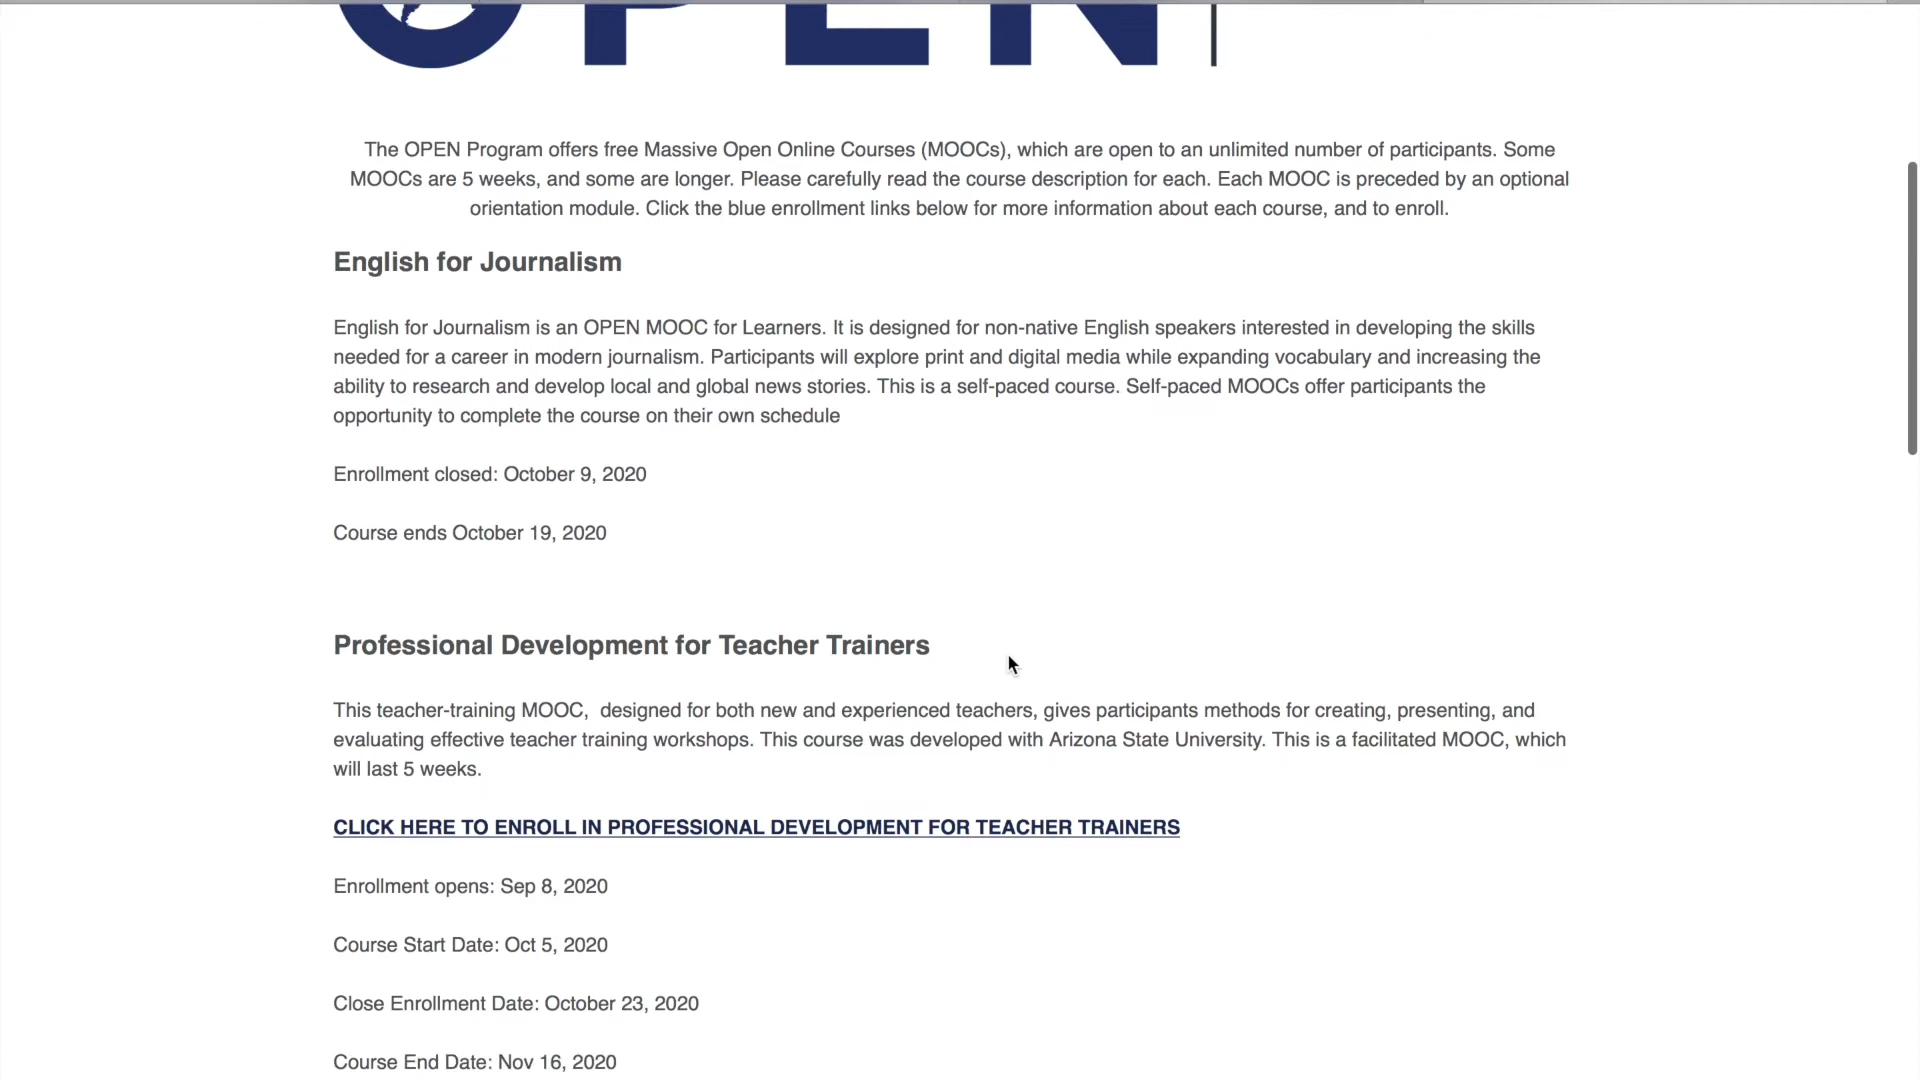 OPEN
The OPEN Program offers free Massive Open Online Courses (MOOCs), which are open to an unlimited number of participants. Some
MOOCs are 5 weeks, and some are longer. Please carefully read the course description for each. Each MOOC is preceded by an optional
orientation module. Click the blue enrollment links below for more information about each course, and to enroll.
English for Journalism
English for Journalism is an OPEN MOOC for Learners. It is designed for non-native English speakers interested in developing the skills
needed for a career in modern journalism. Participants will explore print and digital media while expanding vocabulary and increasing the
ability to research and develop local and global news stories. This is a self-paced course. Self-paced MOOCs offer participants the
opportunity to complete the course on their own schedule
Enrollment closed: October 9, 2020
Course ends October 19, 2020
Professional Development for Teacher Trainers
This teacher-training MOOC,  designed for both new and experienced teachers, gives participants methods for creating, presenting, and
evaluating effective teacher training workshops. This course was developed with Arizona State University. This is a facilitated MOOC, which
will last 5 weeks.
CLICK HERE TO ENROLL IN PROFESSIONAL DEVELOPMENT FOR TEACHER TRAINERS
Enrollment opens: Sep 8, 2020
Course Start Date: Oct 5, 2020
Close Enrollment Date: October 23, 2020
Course End Date: Nov 16, 2020